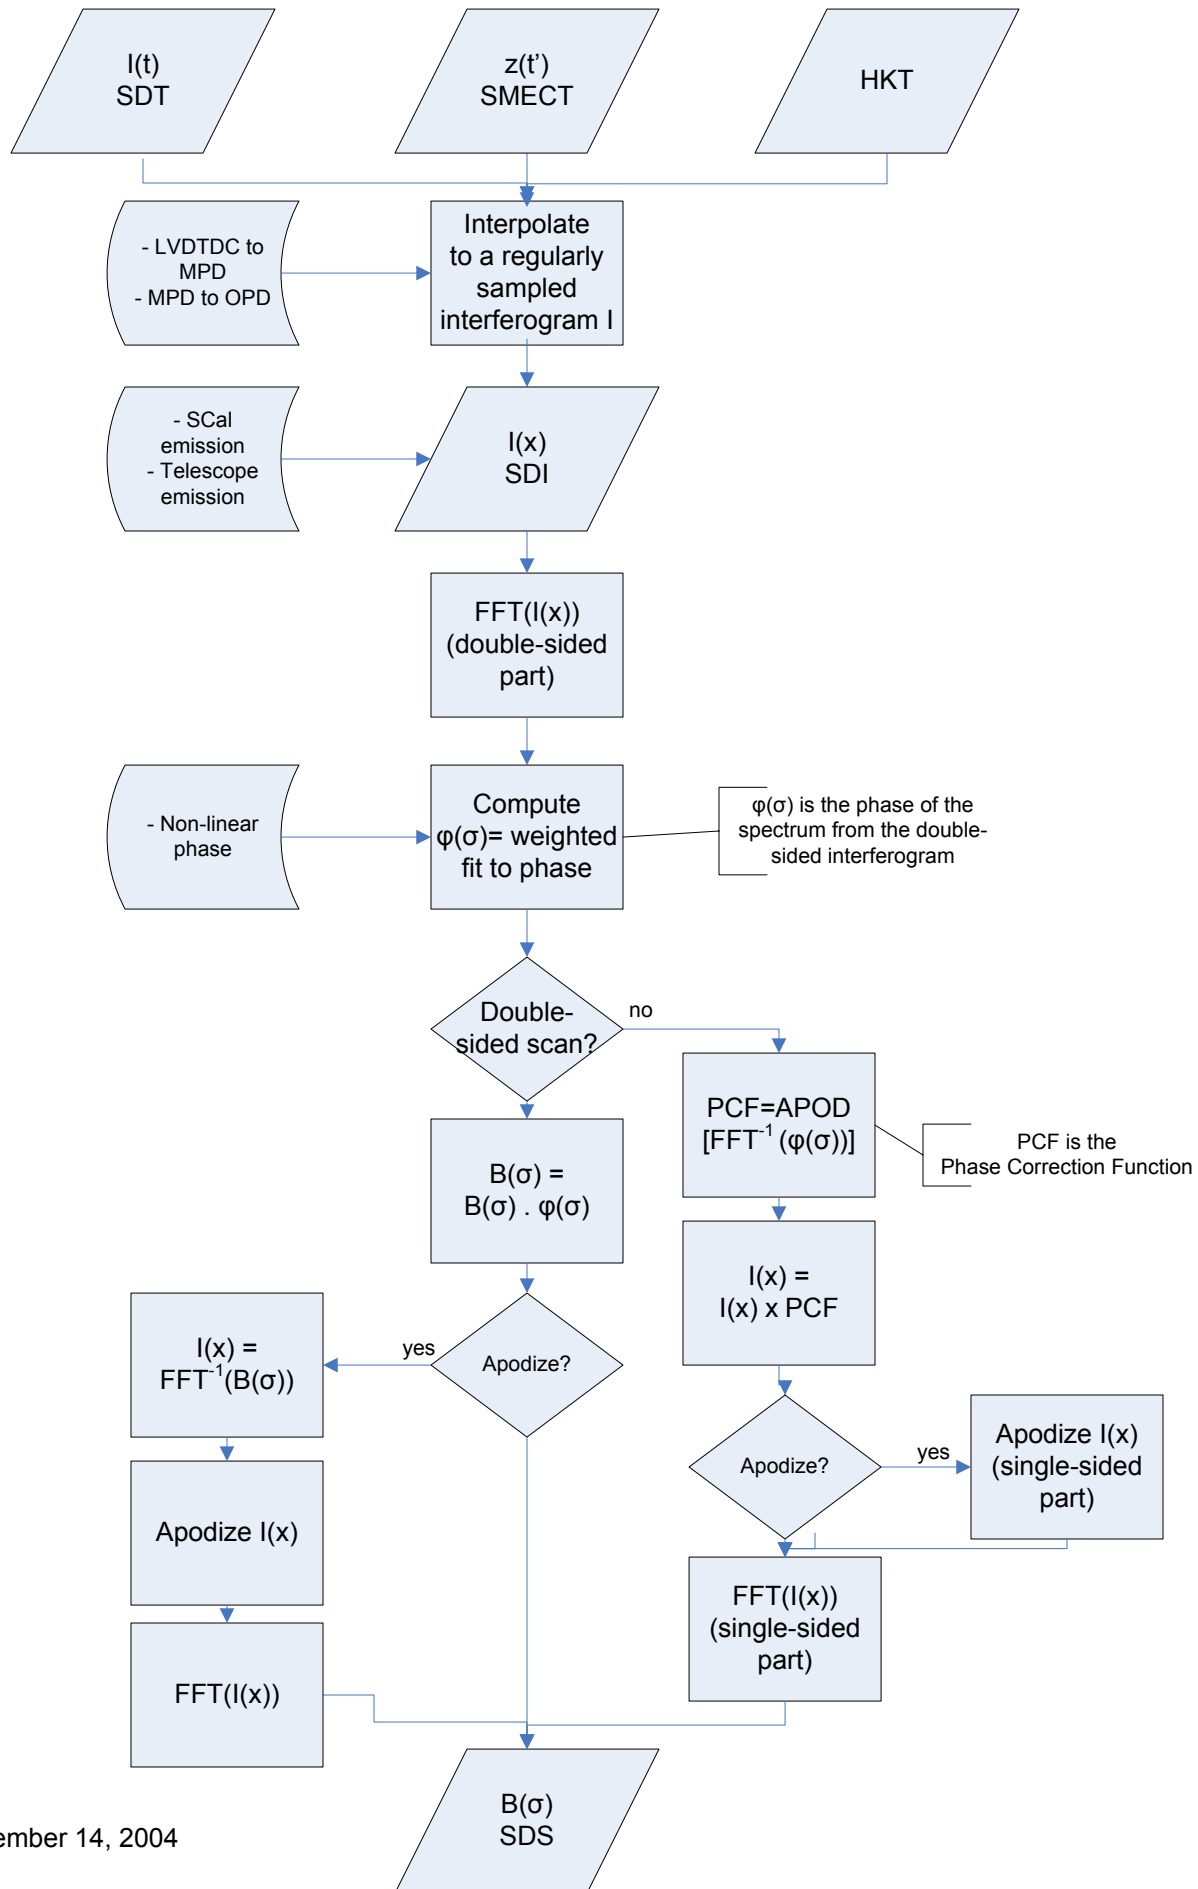 I(t)
SDT
z(t')
SMECT
HKT
- LVDTDC to
MPD
- MPD to OPD
Interpolate
to a regularly
sampled
interferogram I
- SCal
emission
- Telescope
emission
I(x)
SDI
FFT(I(x))
(double-sided
part)
- Non-linear
phase
Compute
φ(σ)= weighted
fit to phase
φ(σ) is the phase of the
spectrum from the double-
sided interferogram
Double-
sided scan?
no
PCF=APOD
[FFT⁻¹ (φ(σ))]
PCF is the
Phase Correction Function
B(σ) =
B(σ) . φ(σ)
I(x) =
I(x) x PCF
I(x) =
FFT⁻¹(B(σ))
yes
Apodize?
Apodize?
yes
Apodize I(x)
(single-sided
part)
Apodize I(x)
FFT(I(x))
(single-sided
part)
FFT(I(x))
B(σ)
SDS
ember 14, 2004